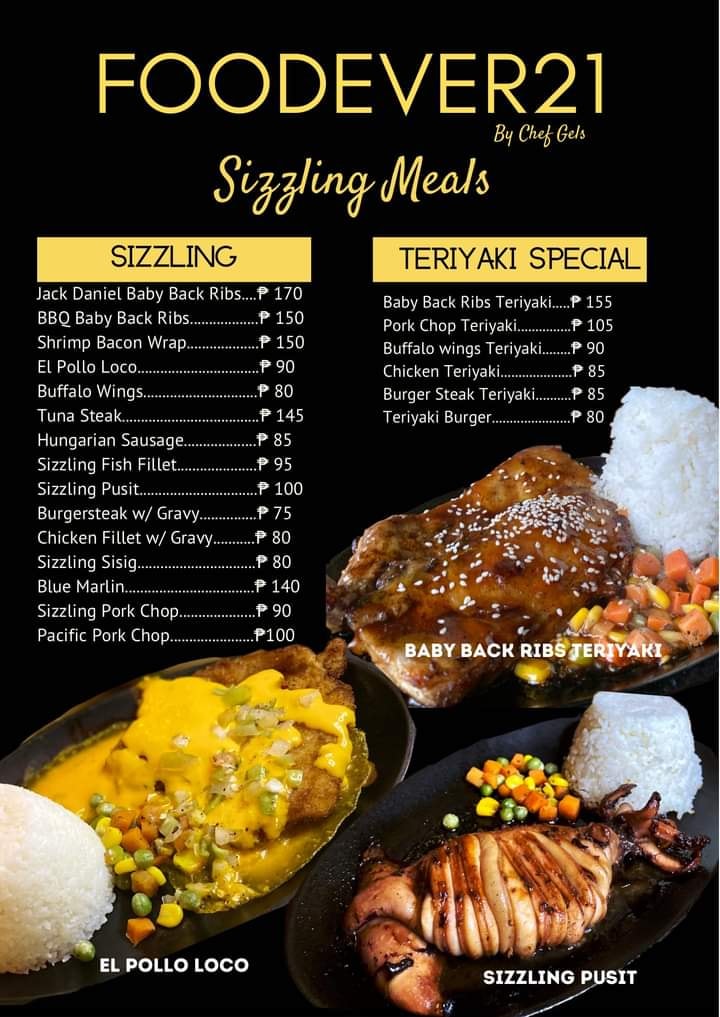 FOODEVER21
By Chef Gels
Sizzling Meals
SIZZLING
Jack Daniel Baby Back Ribs....₱ 170
BBQ Baby Back Ribs..................₱ 150
Shrimp Bacon Wrap...................₱ 150
El Pollo Loco................................₱ 90
Buffalo Wings..............................₱ 80
Tuna Steak....................................₱ 145
Hungarian Sausage...................₱ 85
Sizzling Fish Fillet.....................₱ 95
Sizzling Pusit...............................₱ 100
Burgersteak w/ Gravy...............₱ 75
Chicken Fillet w/ Gravy...........₱ 80
Sizzling Sisig...............................₱ 80
Blue Marlin..................................₱ 140
Sizzling Pork Chop....................₱ 90
Pacific Pork Chop......................₱100
TERIYAKI SPECIAL
Baby Back Ribs Teriyaki.....₱ 155
Pork Chop Teriyaki...............₱ 105
Buffalo wings Teriyaki........₱ 90
Chicken Teriyaki....................₱ 85
Burger Steak Teriyaki..........₱ 85
Teriyaki Burger......................₱ 80
BABY BACK RIBS TERIYAKI
EL POLLO LOCO
SIZZLING PUSIT